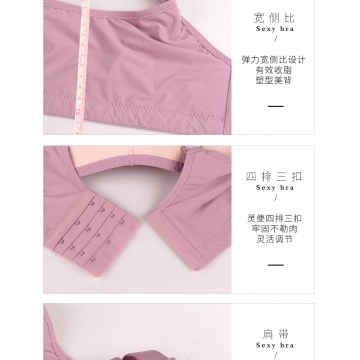 宽侧比
Sexy bra
/
弹力宽侧比设计
有效收脂
塑型美背
四排三扣
Sexy bra
/
灵便四排三扣
牢固不勒肉
灵活调节
肩带
Sexy bra
/